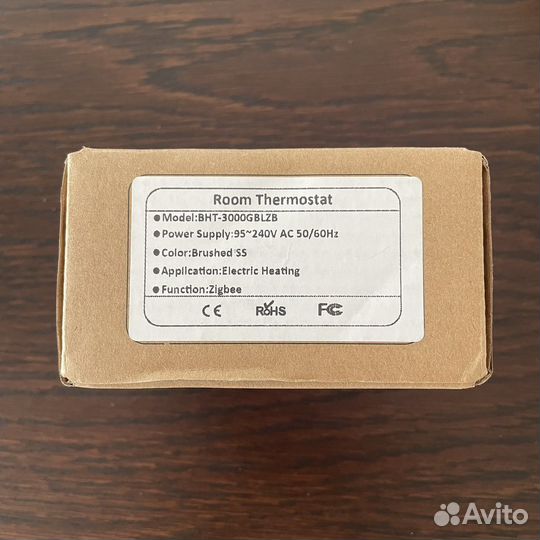 Room Thermostat
●Model:BHT-3000GBLZB
●Power Supply:95~240V AC 50/60Hz
●Color:Brushed SS
●Application:Electric Heating
●Function:Zigbee
CE RoHS FC
Avito